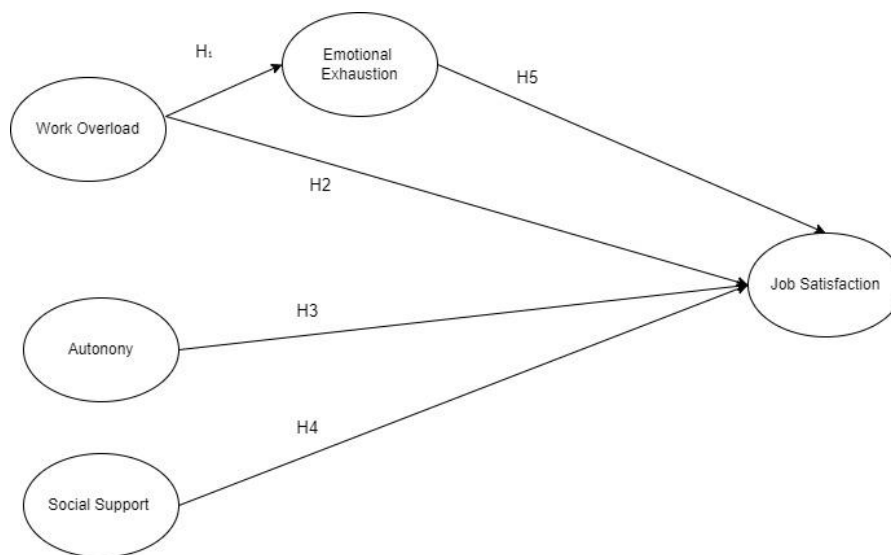 H₁
Emotional
Exhaustion
H5
Work Overload
H2
Job Satisfaction
H3
Autonony
H4
Social Support